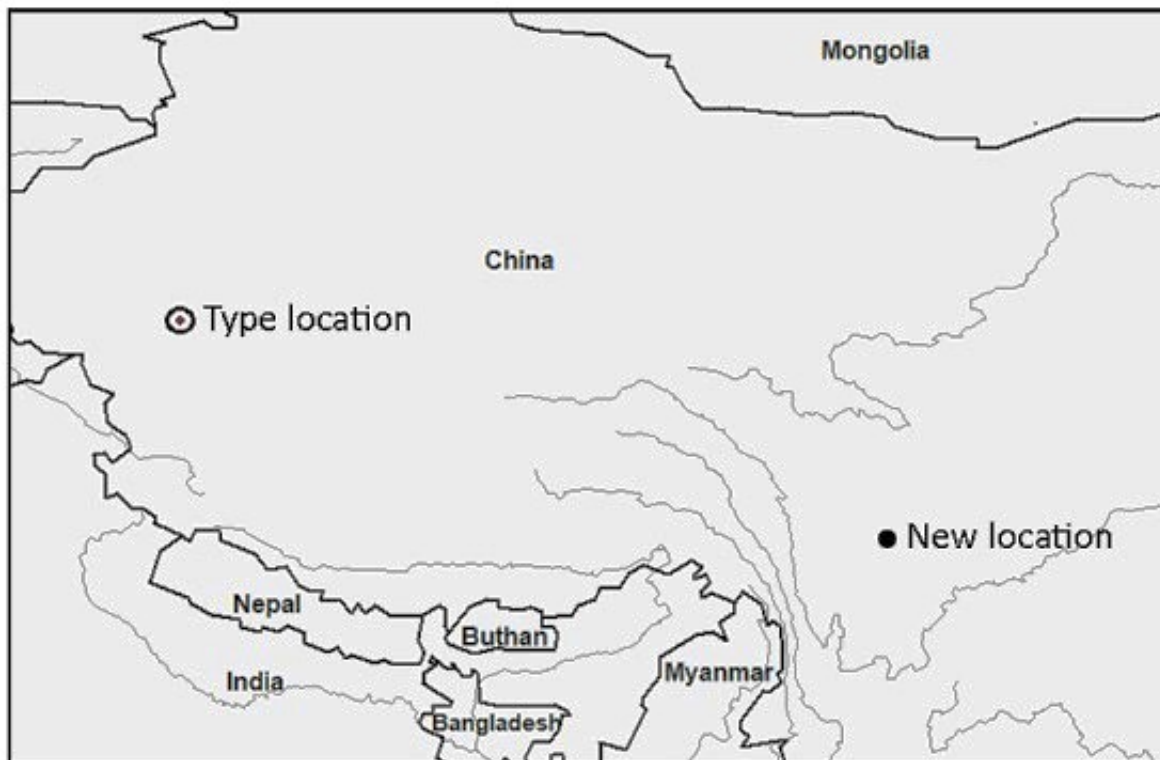 Mongolia
China
Type location
New location
Nepal
Buthan
India
Myanmar
Bangladesh